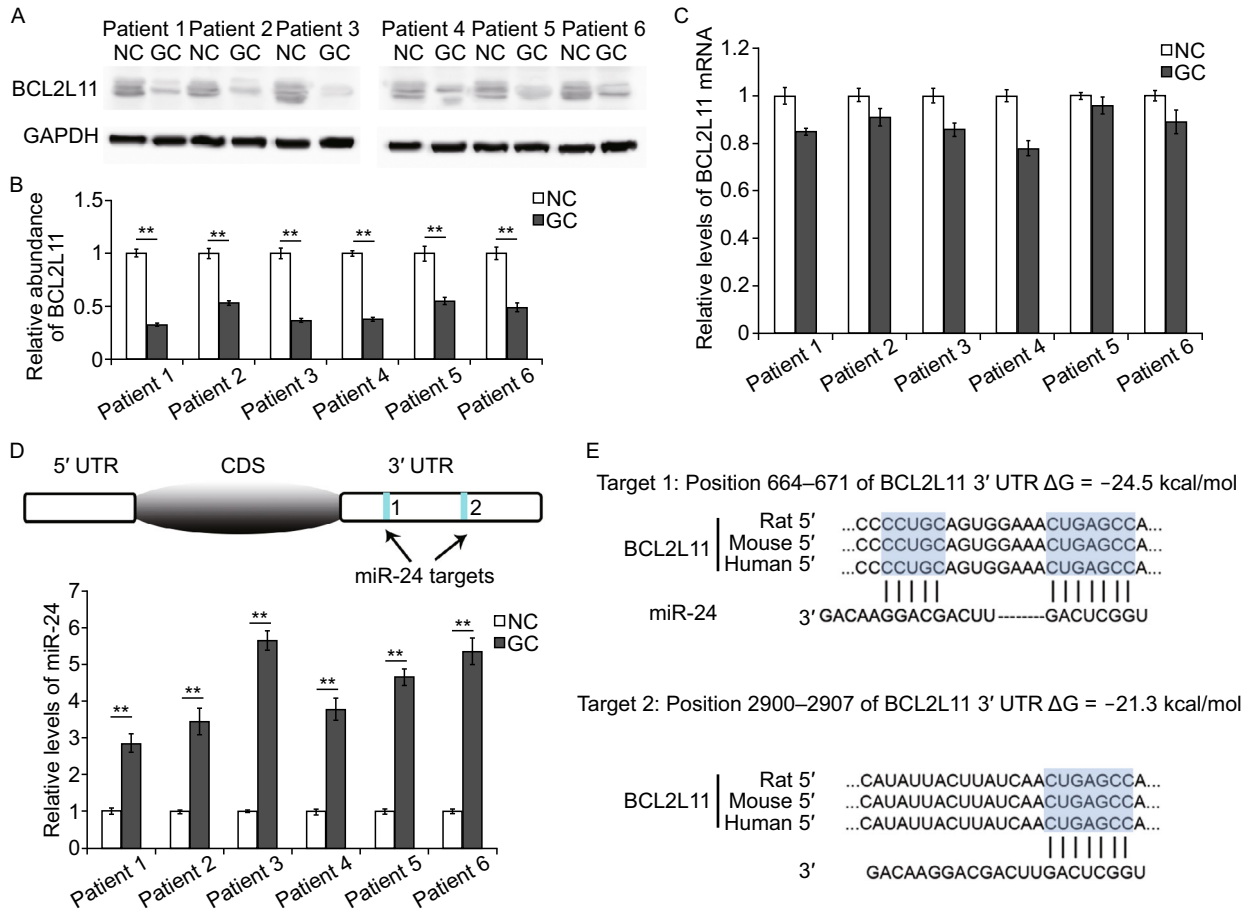 A
Patient 1 Patient 2 Patient 3 Patient 4 Patient 5 Patient 6
NC GC NC GC NC GC NC GC NC GC NC GC
BCL2L11
GAPDH
B
Relative abundance
of BCL2L11
1.5
1
0.5
0
NC
GC
** ** ** ** ** **
Patient 1 Patient 2 Patient 3 Patient 4 Patient 5 Patient 6
C
Relative levels of BCL2L11 mRNA
1.2
1
0.8
0.6
0.4
0.2
0
NC
GC
Patient 1 Patient 2 Patient 3 Patient 4 Patient 5 Patient 6
D
5′ UTR CDS 3′ UTR
1 2
miR-24 targets
Relative levels of miR-24
7
6
5
4
3
2
1
0
NC
GC
** ** ** ** ** **
Patient 1 Patient 2 Patient 3 Patient 4 Patient 5 Patient 6
E
Target 1: Position 664–671 of BCL2L11 3′ UTR ΔG = −24.5 kcal/mol
BCL2L11
Rat 5′ ...CCCCUGCAGUGGAAACUGAGCCA...
Mouse 5′ ...CCCCUGCAGUGGAAACUGAGCCA...
Human 5′ ...CCCCUGCAGUGGAAACUGAGCCA...
miR-24 3′ GACAAGGACGACUU--------GACUCGGU
Target 2: Position 2900–2907 of BCL2L11 3′ UTR ΔG = −21.3 kcal/mol
BCL2L11
Rat 5′ ...CAUAUUACUUAUCAACUGAGCCA...
Mouse 5′ ...CAUAUUACUUAUCAACUGAGCCA...
Human 5′ ...CAUAUUACUUAUCAACUGAGCCA...
3′ GACAAGGACGACUUGACUCGGU